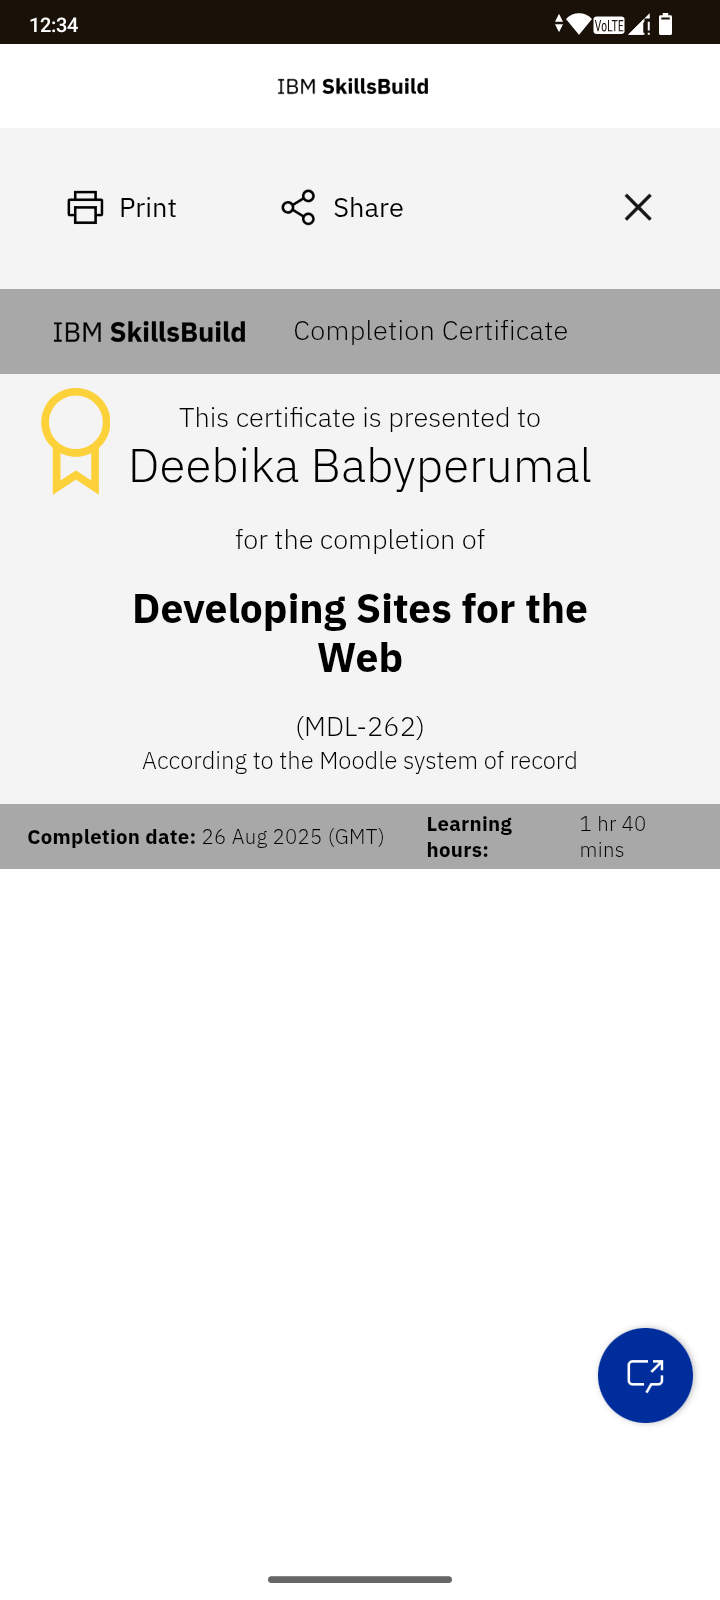 12:34
VoLTE
IBM SkillsBuild
Print
Share
IBM SkillsBuild Completion Certificate
This certificate is presented to
Deebika Babyperumal
for the completion of
Developing Sites for the
Web
(MDL-262)
According to the Moodle system of record
Completion date: 26 Aug 2025 (GMT)
Learning
hours:
1 hr 40
mins